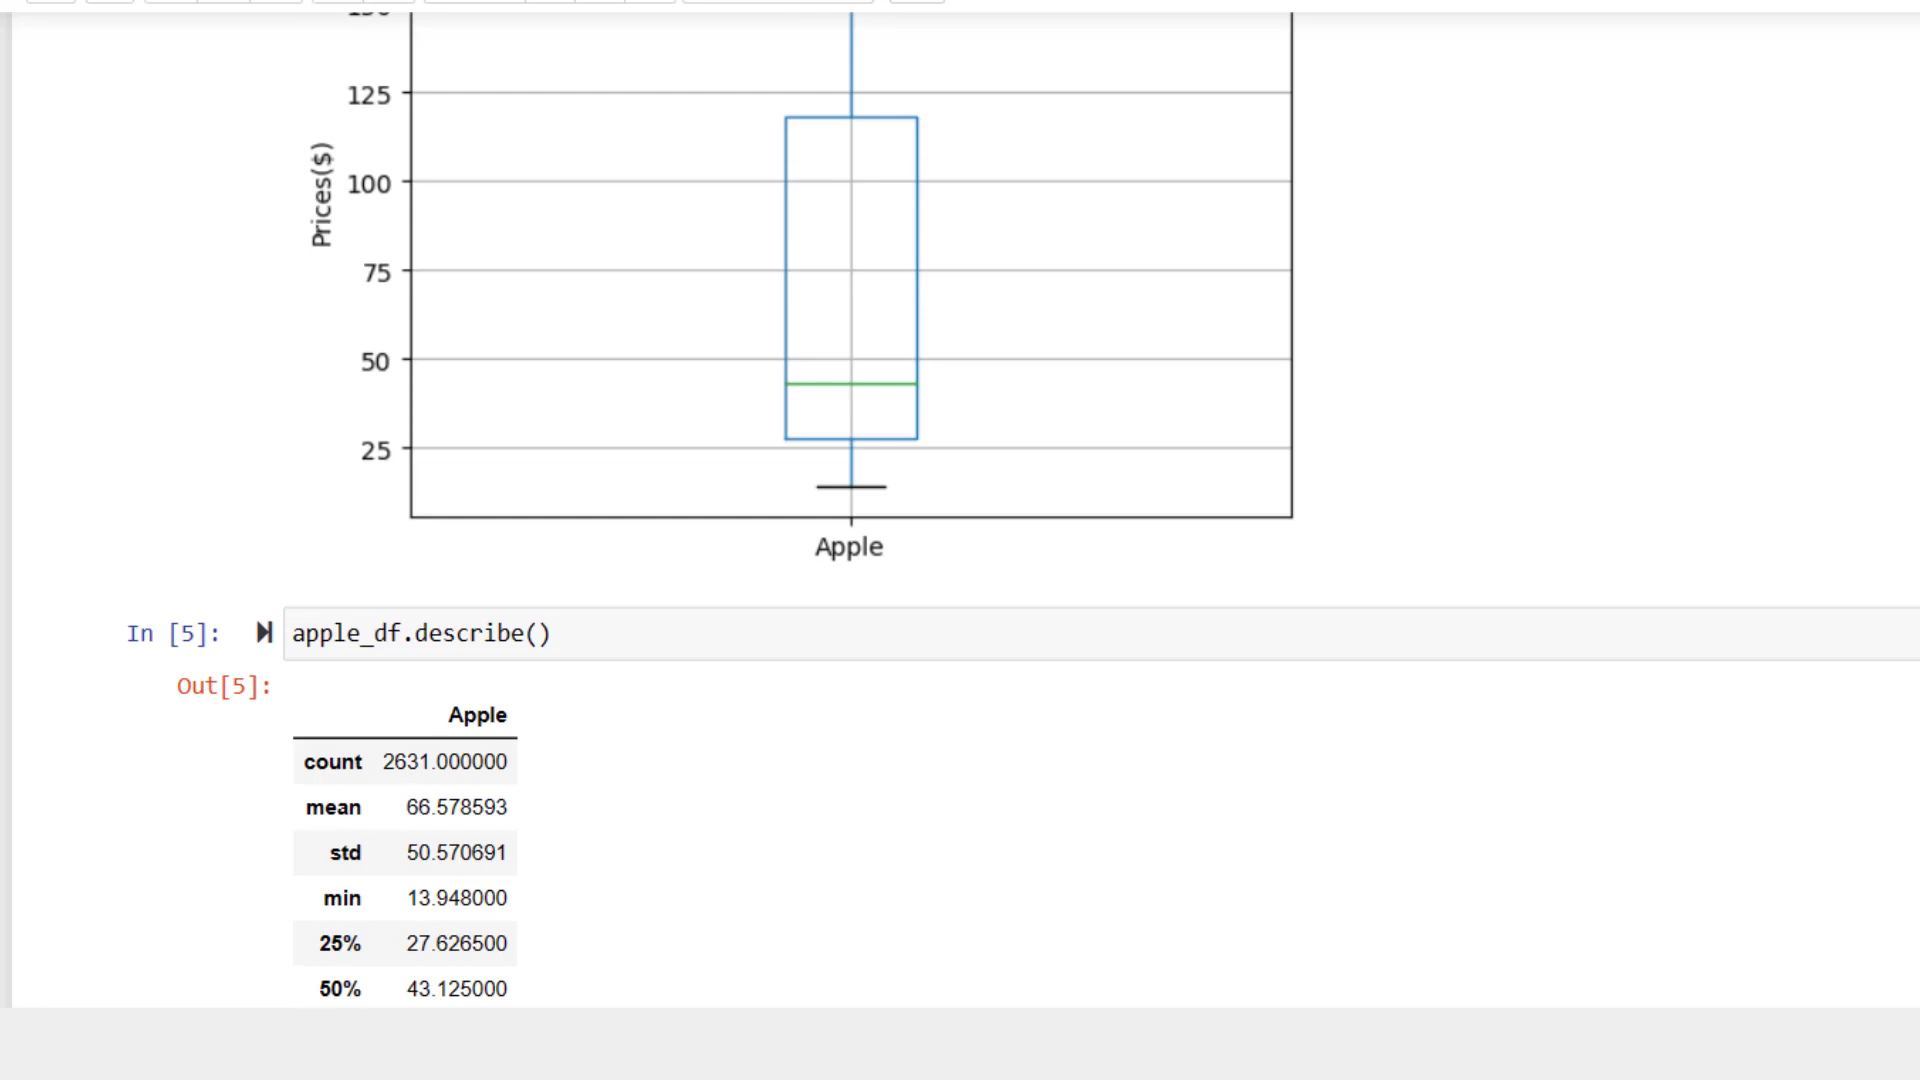 125
Prices($)
100
75
50
25
Apple
In [5]:
apple_df.describe()
Out[5]:
Apple
count 2631.000000
mean 66.578593
std 50.570691
min 13.948000
25% 27.626500
50% 43.125000